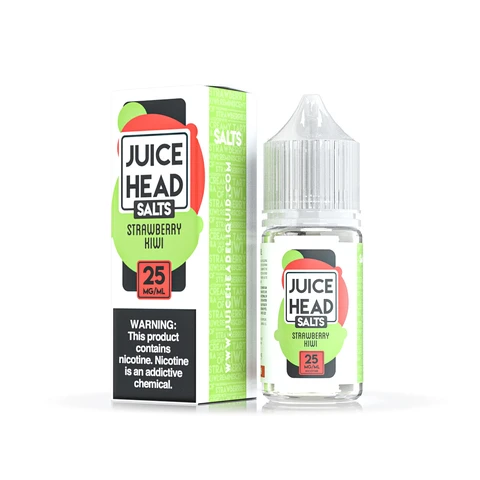 JUICE
HEAD
SALTS
STRAWBERRY
KIWI
25
MG/ML
WARNING:
This product
contains
nicotine. Nicotine
is an addictive
chemical.
SALTS
WWW.JUICEHEADELIQUID.COM
JUICE
HEAD
SALTS
STRAWBERRY
KIWI
25
MG/ML